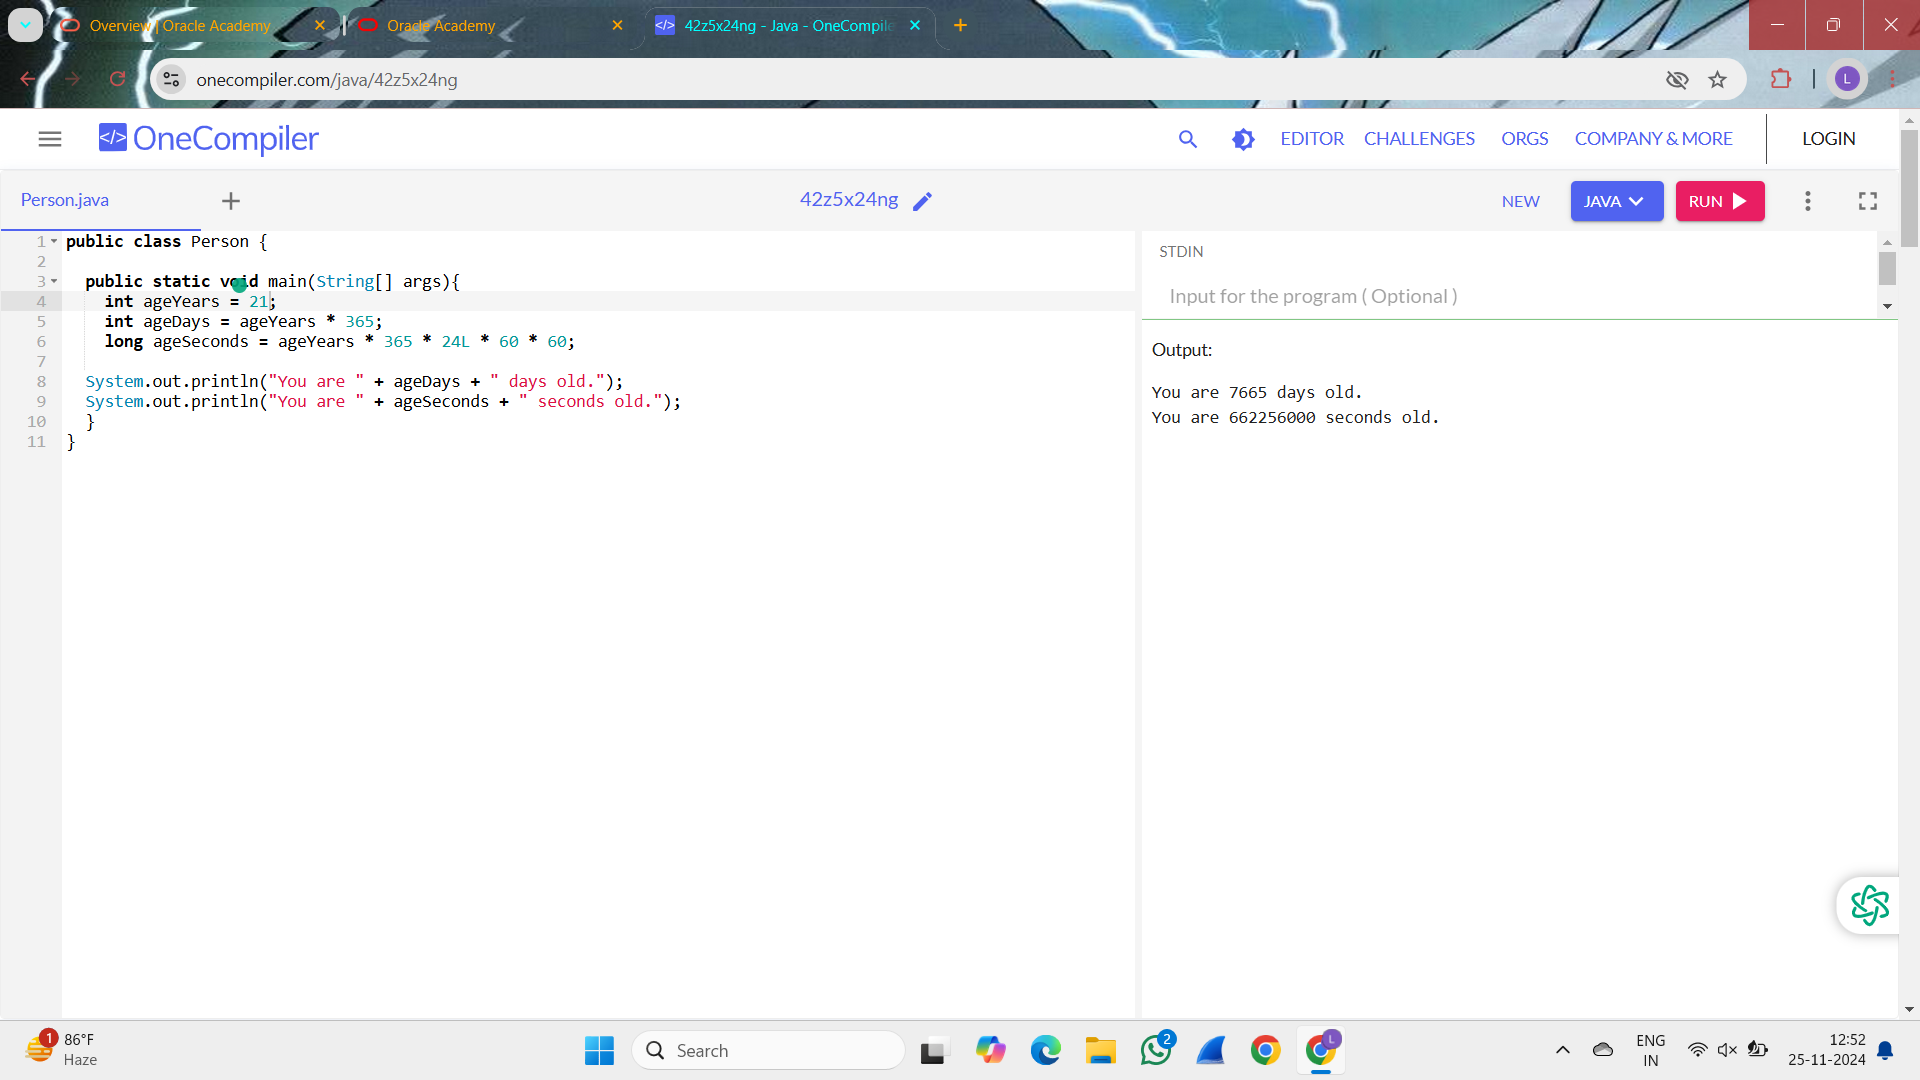 Overview | Oracle Academy
Oracle Academy
42z5x24ng - Java - OneCompile
onecompiler.com/java/42z5x24ng
L
</> OneCompiler
EDITOR
CHALLENGES
ORGS
COMPANY & MORE
LOGIN
Person.java
42z5x24ng
NEW
JAVA
RUN
1 public class Person {
2
3 public static void main(String[] args){
4 int ageYears = 21;
5 int ageDays = ageYears * 365;
6 long ageSeconds = ageYears * 365 * 24L * 60 * 60;
7
8 System.out.println("You are " + ageDays + " days old.");
9 System.out.println("You are " + ageSeconds + " seconds old.");
10 }
11 }
STDIN
Input for the program ( Optional )
Output:
You are 7665 days old.
You are 662256000 seconds old.
1
86°F
Haze
Search
2
L
ENG
IN
12:52
25-11-2024